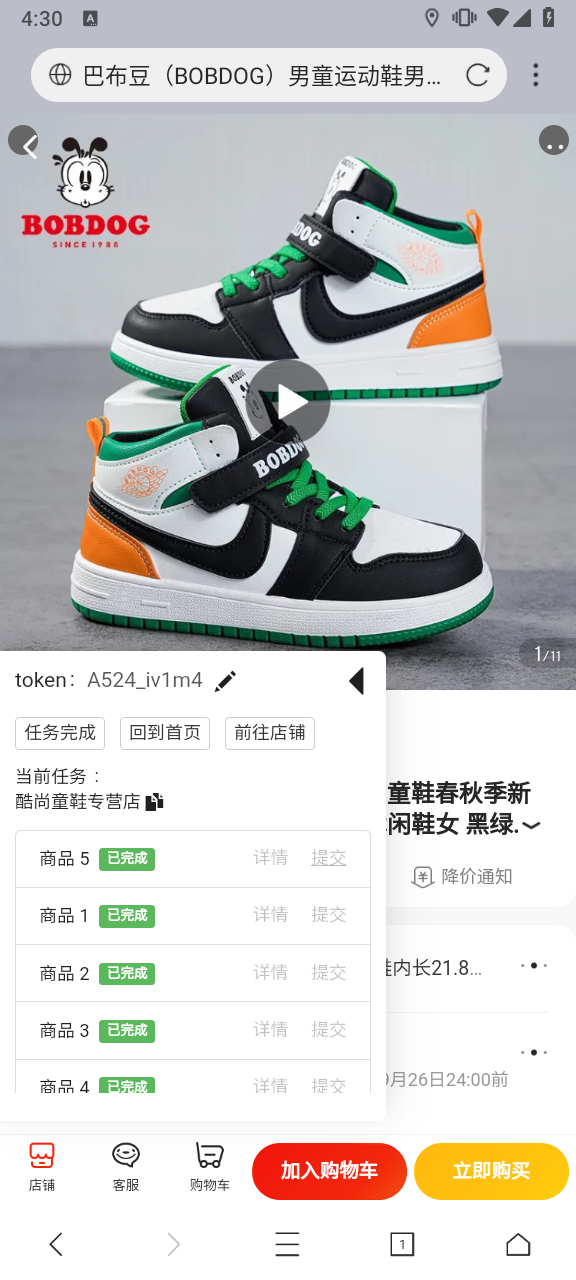 4:30
巴布豆（BOBDOG）男童运动鞋男...
BOBDOG
SINCE 1988
BOBDOG
BOBDOG
1/11
token： A524_iv1m4
任务完成 回到首页 前往店铺
当前任务：
酷尚童鞋专营店
童鞋春秋季新
闲鞋女 黑绿.
降价通知
商品 5 已完成 详情 提交
商品 1 已完成 详情 提交
商品 2 已完成 详情 提交
内长21.8...
商品 3 已完成 详情 提交
商品 4 已完成 详情 提交
月26日24:00前
店铺 客服 购物车 加入购物车 立即购买
1